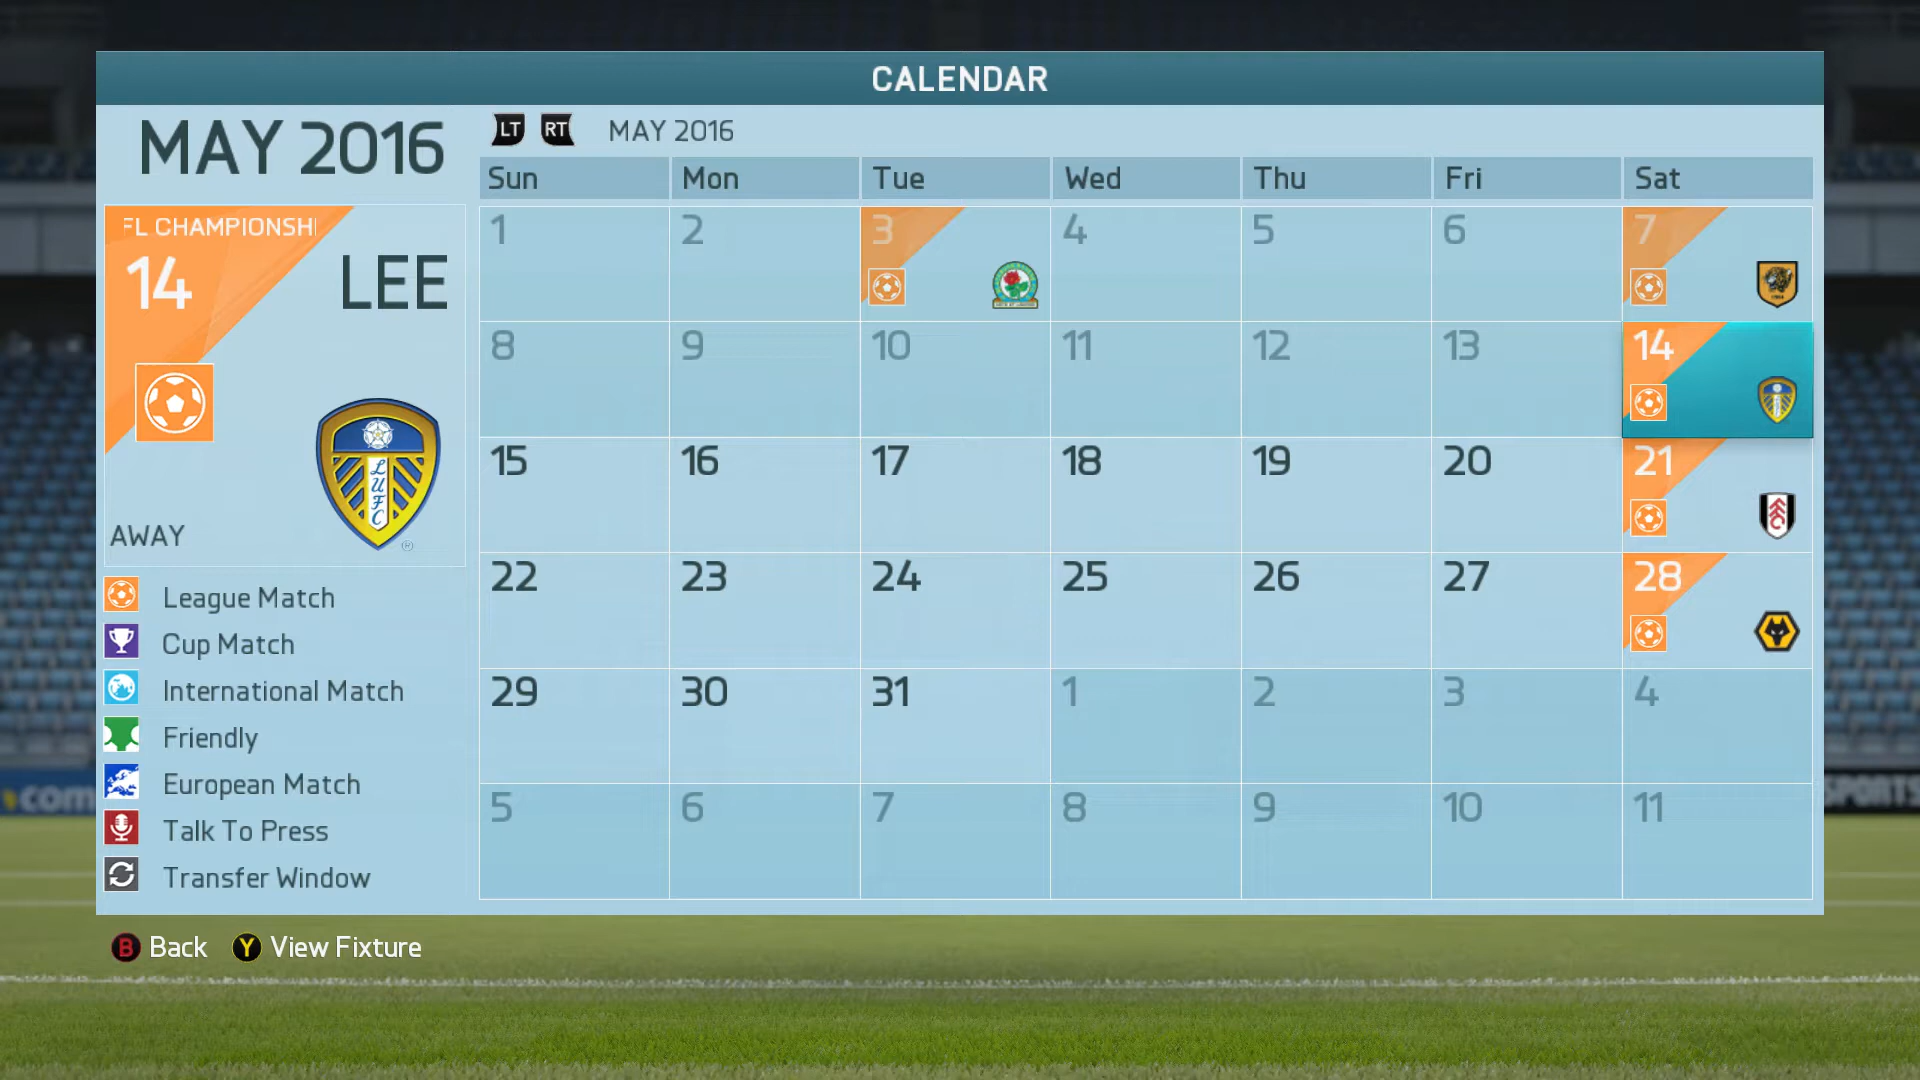 CALENDAR
MAY 2016
FL CHAMPIONSHI
14
LEE
LUFC
®
AWAY
League Match
Cup Match
International Match
Friendly
European Match
Talk To Press
Transfer Window
LT RT MAY 2016
Sun Mon Tue Wed Thu Fri Sat
1 2 3 4 5 6 7
8 9 10 11 12 13 14
15 16 17 18 19 20 21
22 23 24 25 26 27 28
29 30 31 1 2 3 4
5 6 7 8 9 10 11
.com
SPORTS
B Back Y View Fixture